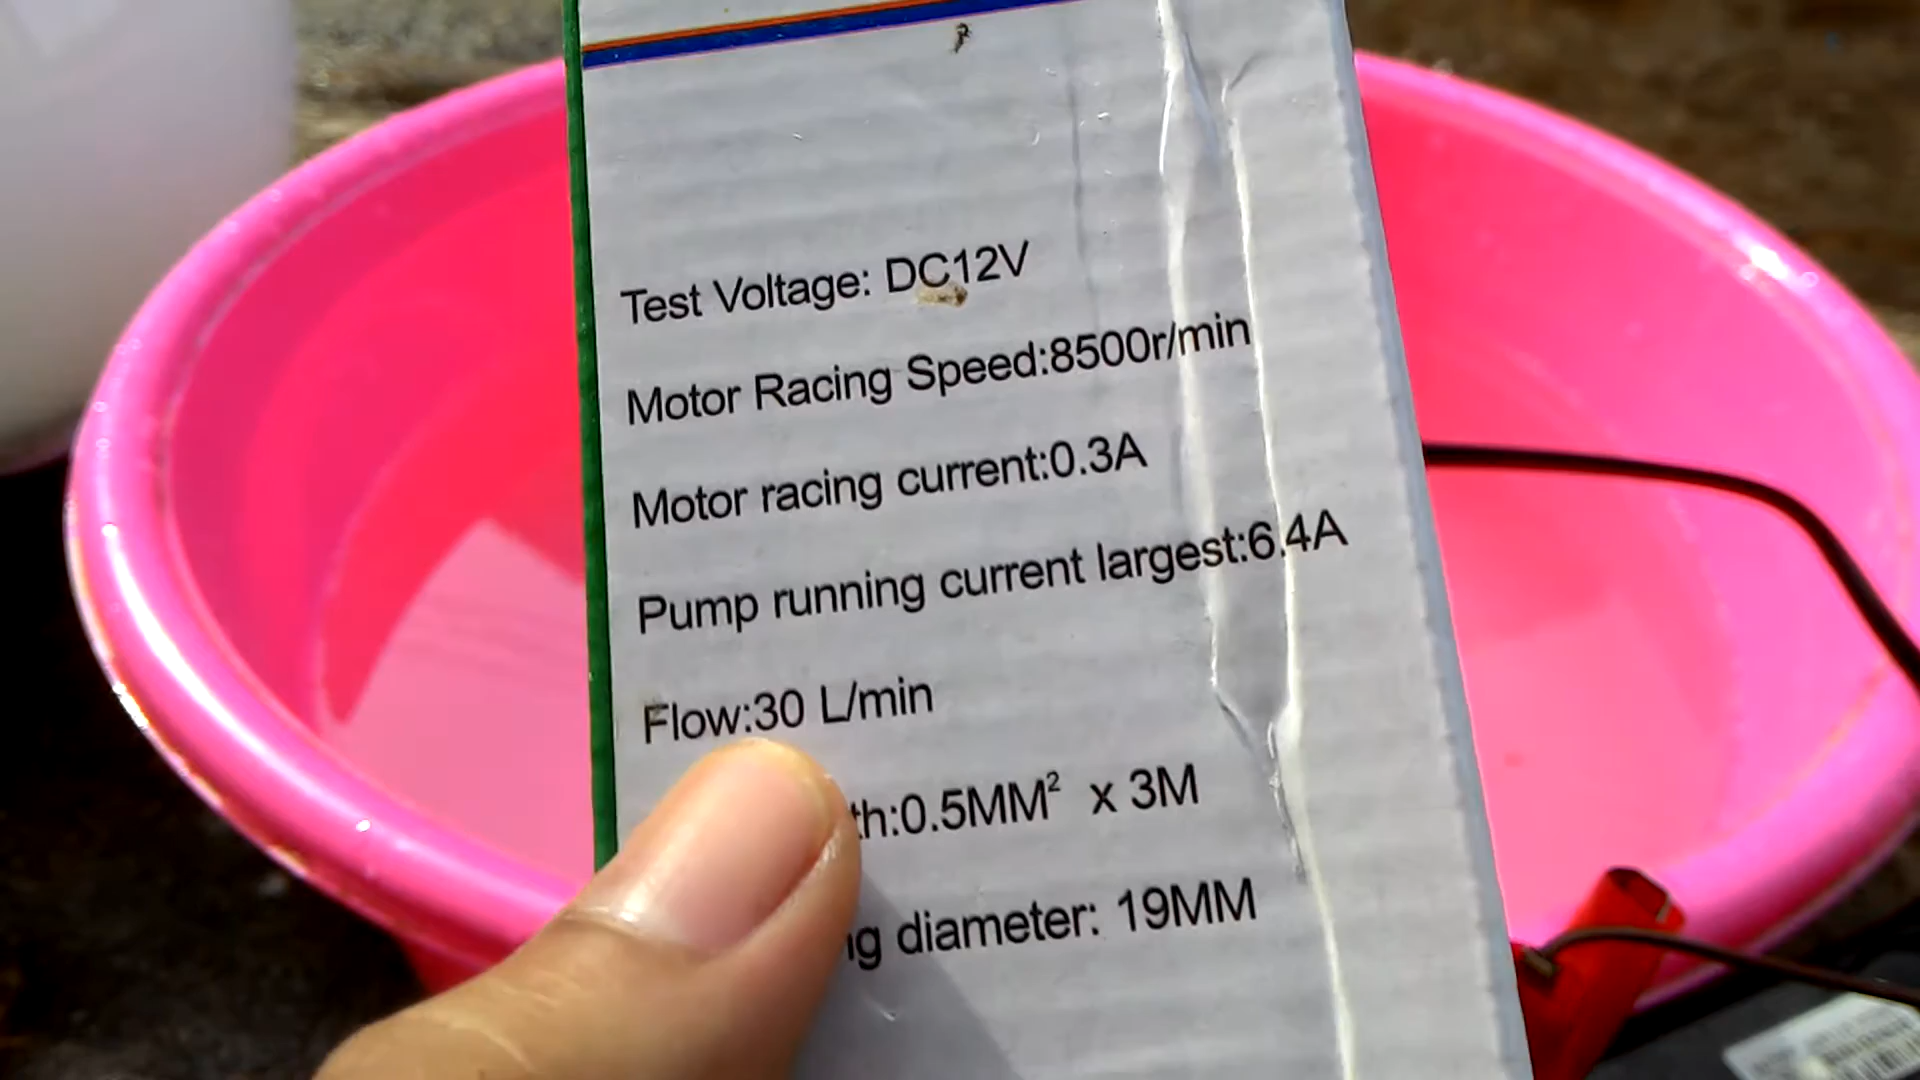 Test Voltage: DC12V
Motor Racing Speed:8500r/min
Motor racing current:0.3A
Pump running current largest:6.4A
Flow:30 L/min
th:0.5MM² x 3M
diameter: 19MM